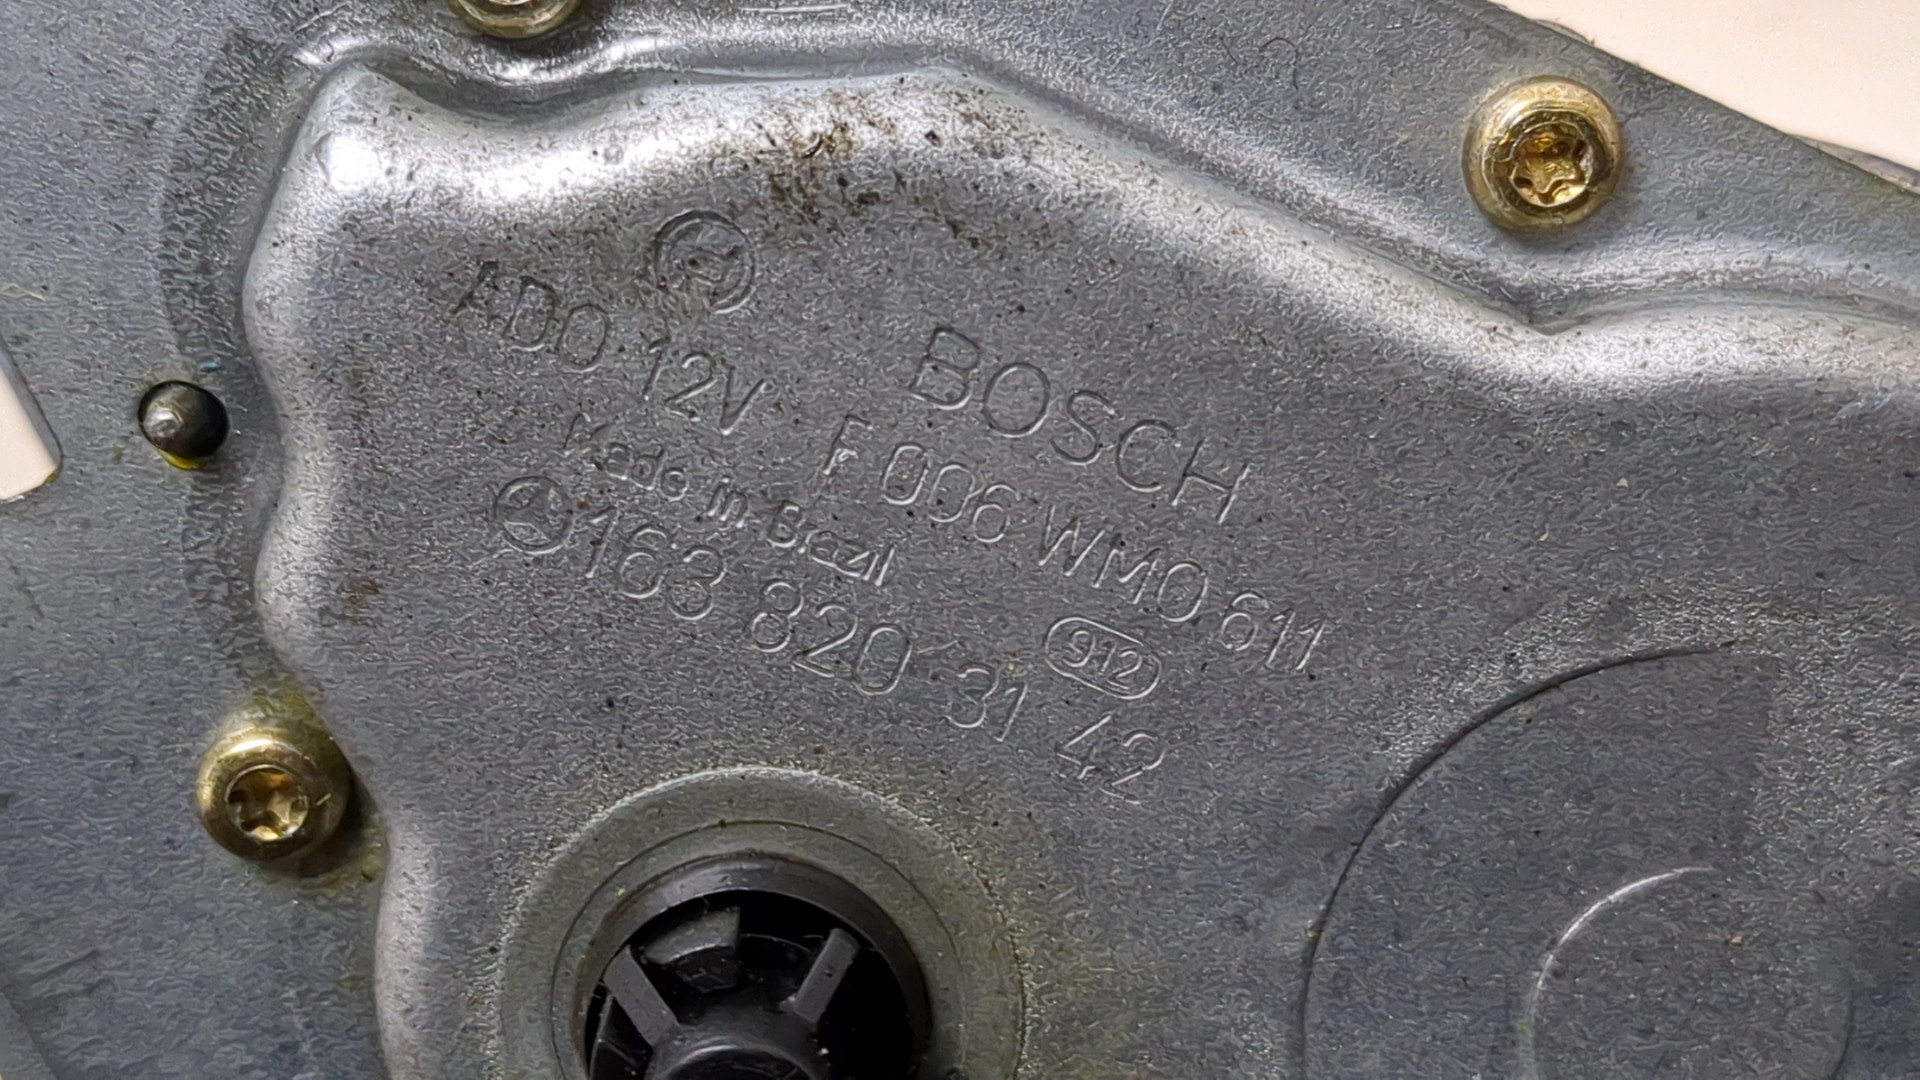 BOSCH
ADO 12V F 006 WM0 611
Made in Brazil
912
163 820 31 42